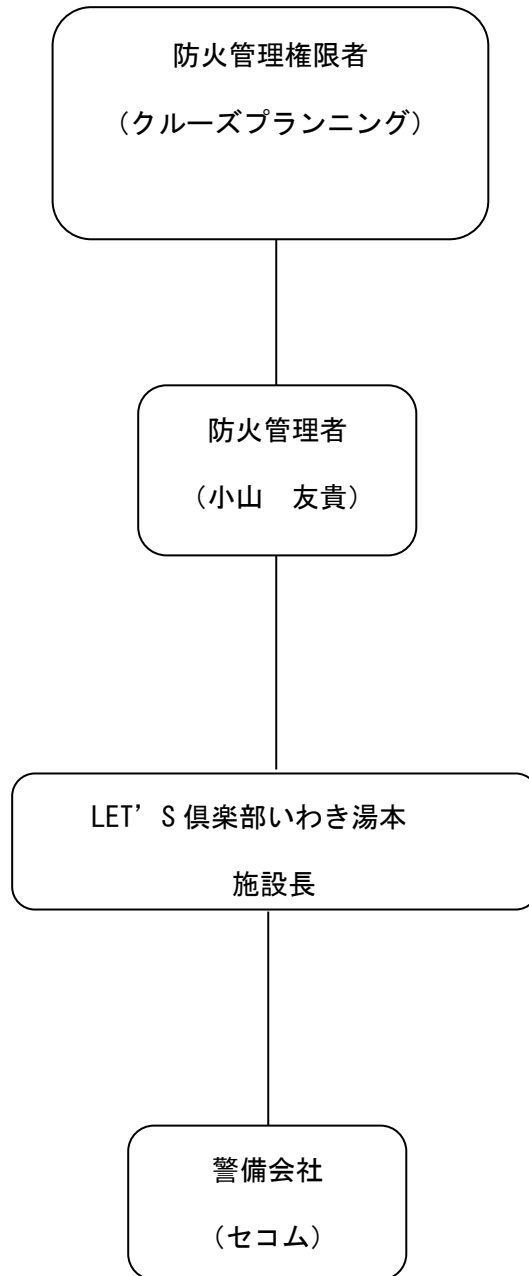 防火管理権限者
（クルーズプランニング）
防火管理者
（小山　友貴）
LET’S倶楽部いわき湯本
施設長
警備会社
（セコム）